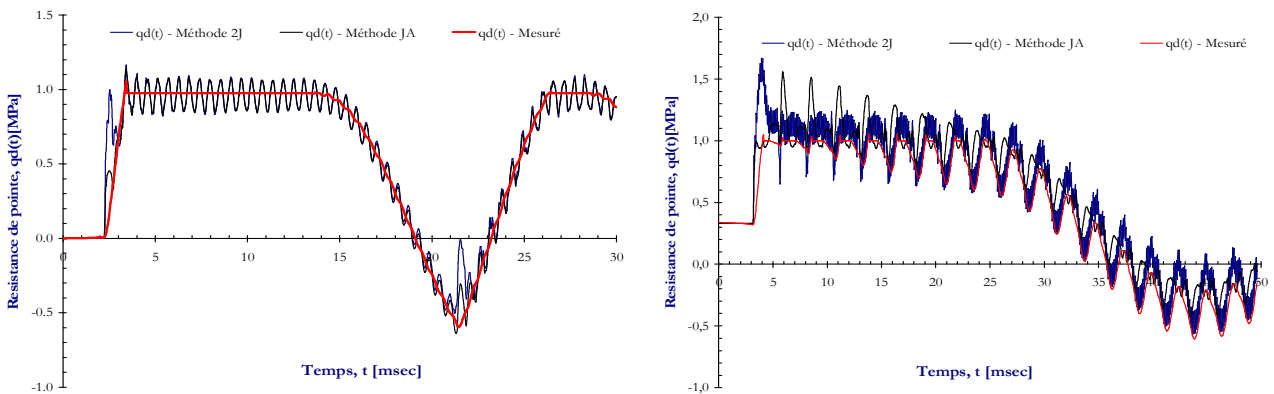 qd(t) - Méthode 2J qd(t) - Méthode JA qd(t) - Mesuré
Resistance de pointe, qd(t)[MPa]
1.5
1.0
0.5
0.0
-0.5
-1.0
0 5 10 15 20 25 30
Temps, t [msec]
qd(t) - Méthode 2J qd(t) - Méthode JA qd(t) - Mesuré
Resistance de pointe, qd(t)[MPa]
2,0
1,5
1,0
0,5
0,0
-0,5
-1,0
0 5 10 15 20 25 30 35 40 45 50
Temps, t [msec]